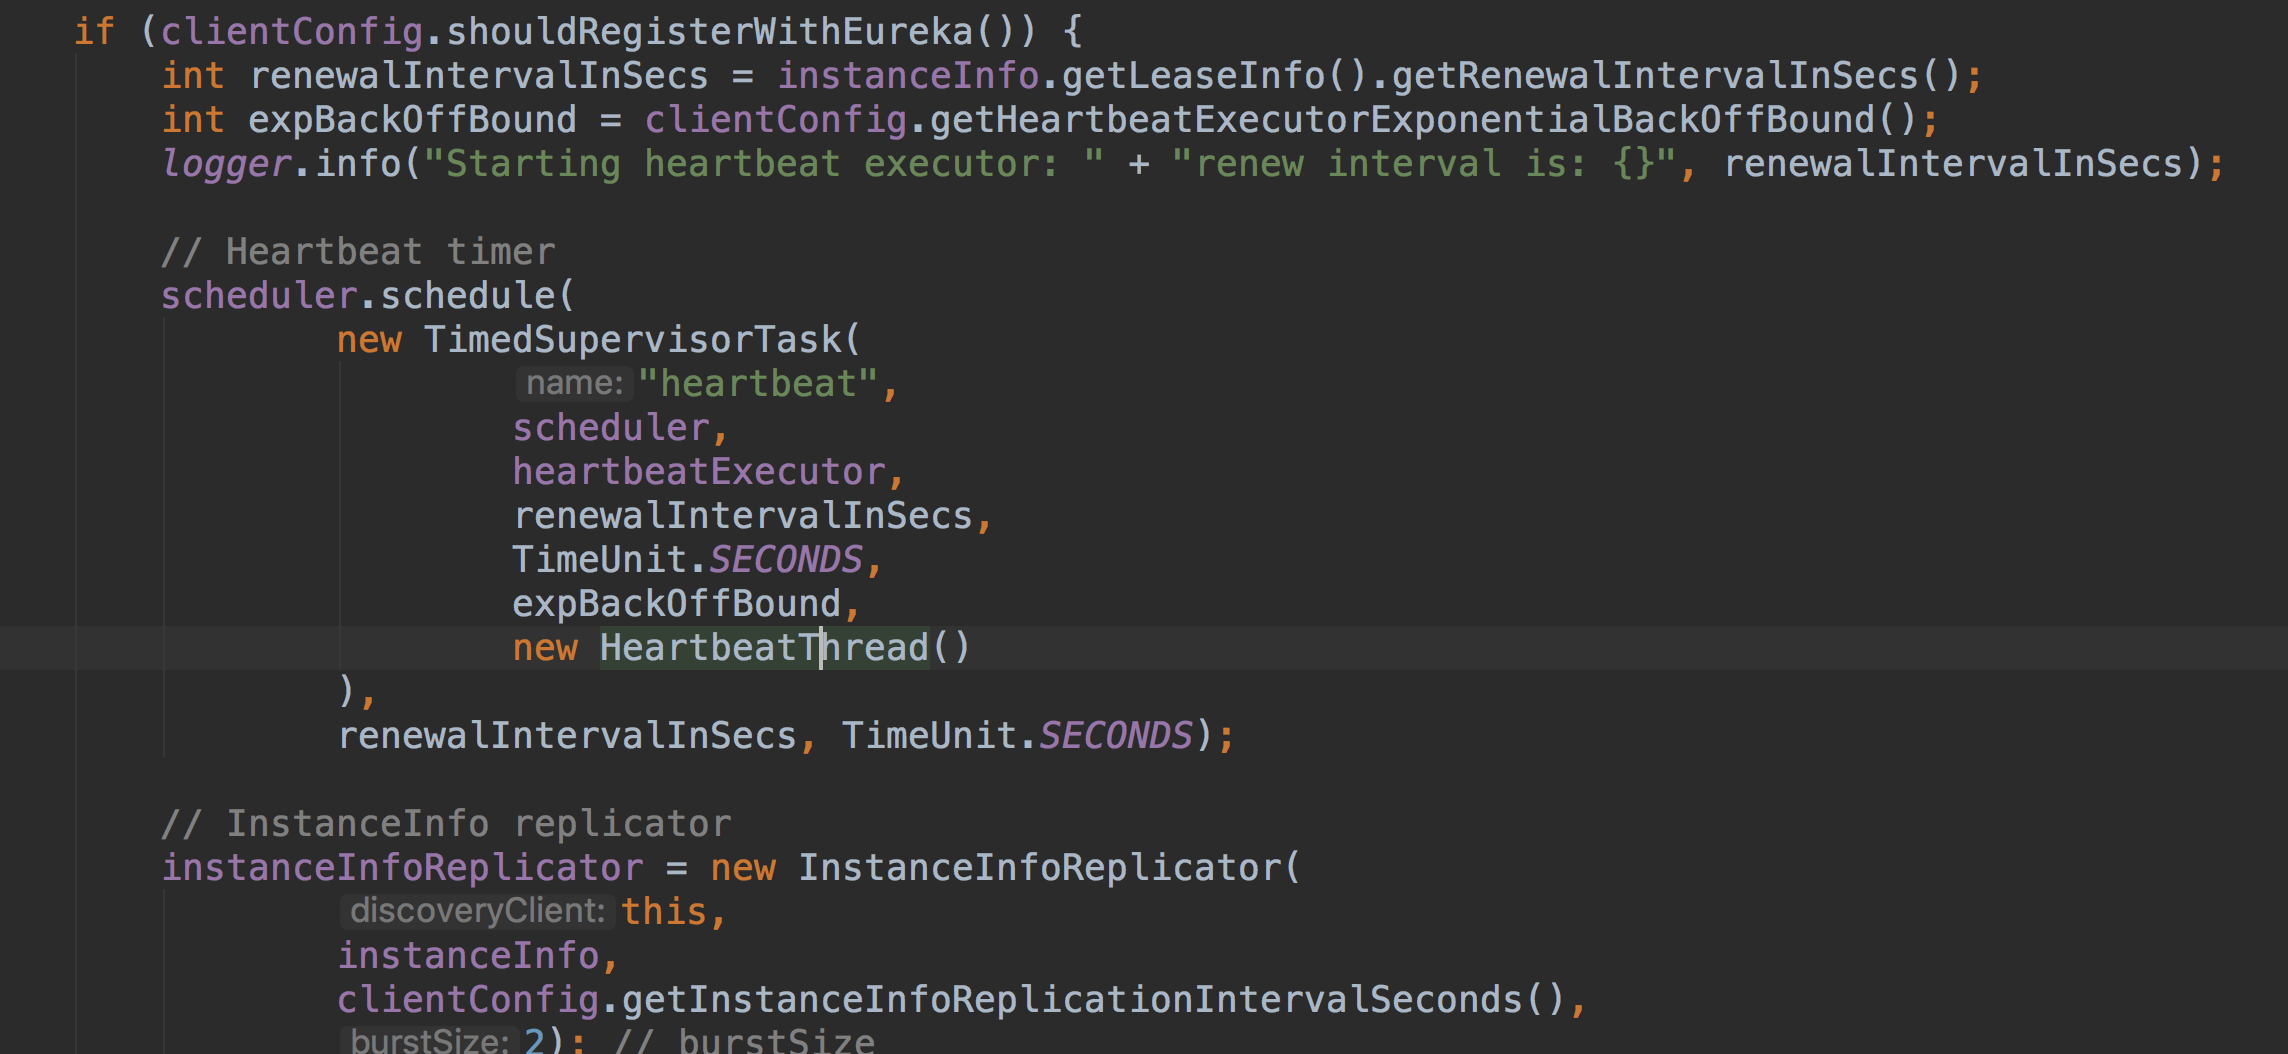 if (clientConfig.shouldRegisterWithEureka()) {
int renewalIntervalInSecs = instanceInfo.getLeaseInfo().getRenewalIntervalInSecs();
int expBackOffBound = clientConfig.getHeartbeatExecutorExponentialBackOffBound();
logger.info("Starting heartbeat executor: " + "renew interval is: {}", renewalIntervalInSecs);
// Heartbeat timer
scheduler.schedule(
new TimedSupervisorTask(
name: "heartbeat",
scheduler,
heartbeatExecutor,
renewalIntervalInSecs,
TimeUnit.SECONDS,
expBackOffBound,
new HeartbeatThread()
),
renewalIntervalInSecs, TimeUnit.SECONDS);
// InstanceInfo replicator
instanceInfoReplicator = new InstanceInfoReplicator(
discoveryClient: this,
instanceInfo,
clientConfig.getInstanceInfoReplicationIntervalSeconds(),
burstSize: 2); // burstSize